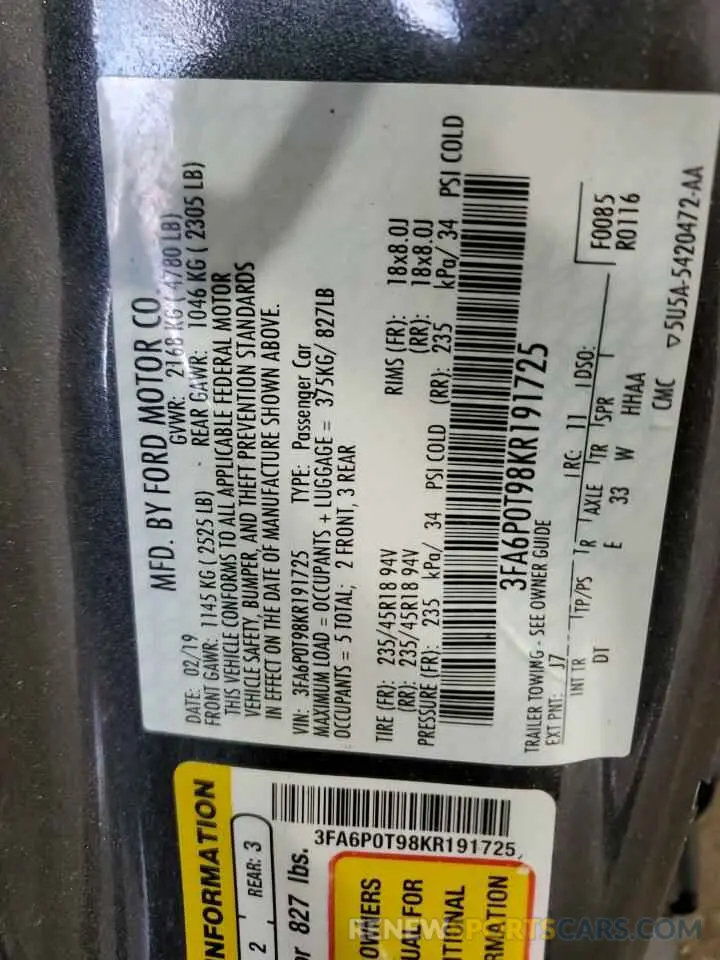 MFD. BY FORD MOTOR CO
DATE: 02/19 GVWR: 2168 KG ( 4780 LB)
FRONT GAWR: 1145 KG ( 2525 LB) - REAR GAWR: 1046 KG ( 2305 LB)
THIS VEHICLE CONFORMS TO ALL APPLICABLE FEDERAL MOTOR
VEHICLE SAFETY, BUMPER, AND THEFT PREVENTION STANDARDS
IN EFFECT ON THE DATE OF MANUFACTURE SHOWN ABOVE.
VIN: 3FA6P0T98KR191725 TYPE: Passenger Car
MAXIMUM LOAD = OCCUPANTS + LUGGAGE = 375KG/ 827LB
OCCUPANTS = 5 TOTAL; 2 FRONT, 3 REAR
TIRE (FR): 235/45R18 94V RIMS (FR): 18x8.0J
(RR): 235/45R18 94V (RR): 18x8.0J
PRESSURE (FR): 235 kPa/ 34 PSI COLD (RR): 235 kPa/ 34 PSI COLD
3FA6P0T98KR191725
TRAILER TOWING - SEE OWNER GUIDE
EXT PNT: J7 RC: 11 DSO: F0085
R0116
INT TR TP/PS R AXLE TR SPR
DT E 33 W HHAA
CMC ▽5U5A-5420472-AA
INFORMATION
2 REAR: 3
or 827 lbs.
3FA6P0T98KR191725
OWNERS
UAL FOR
ITIONAL
RMATION
RENEWSPORTSCARS.COM